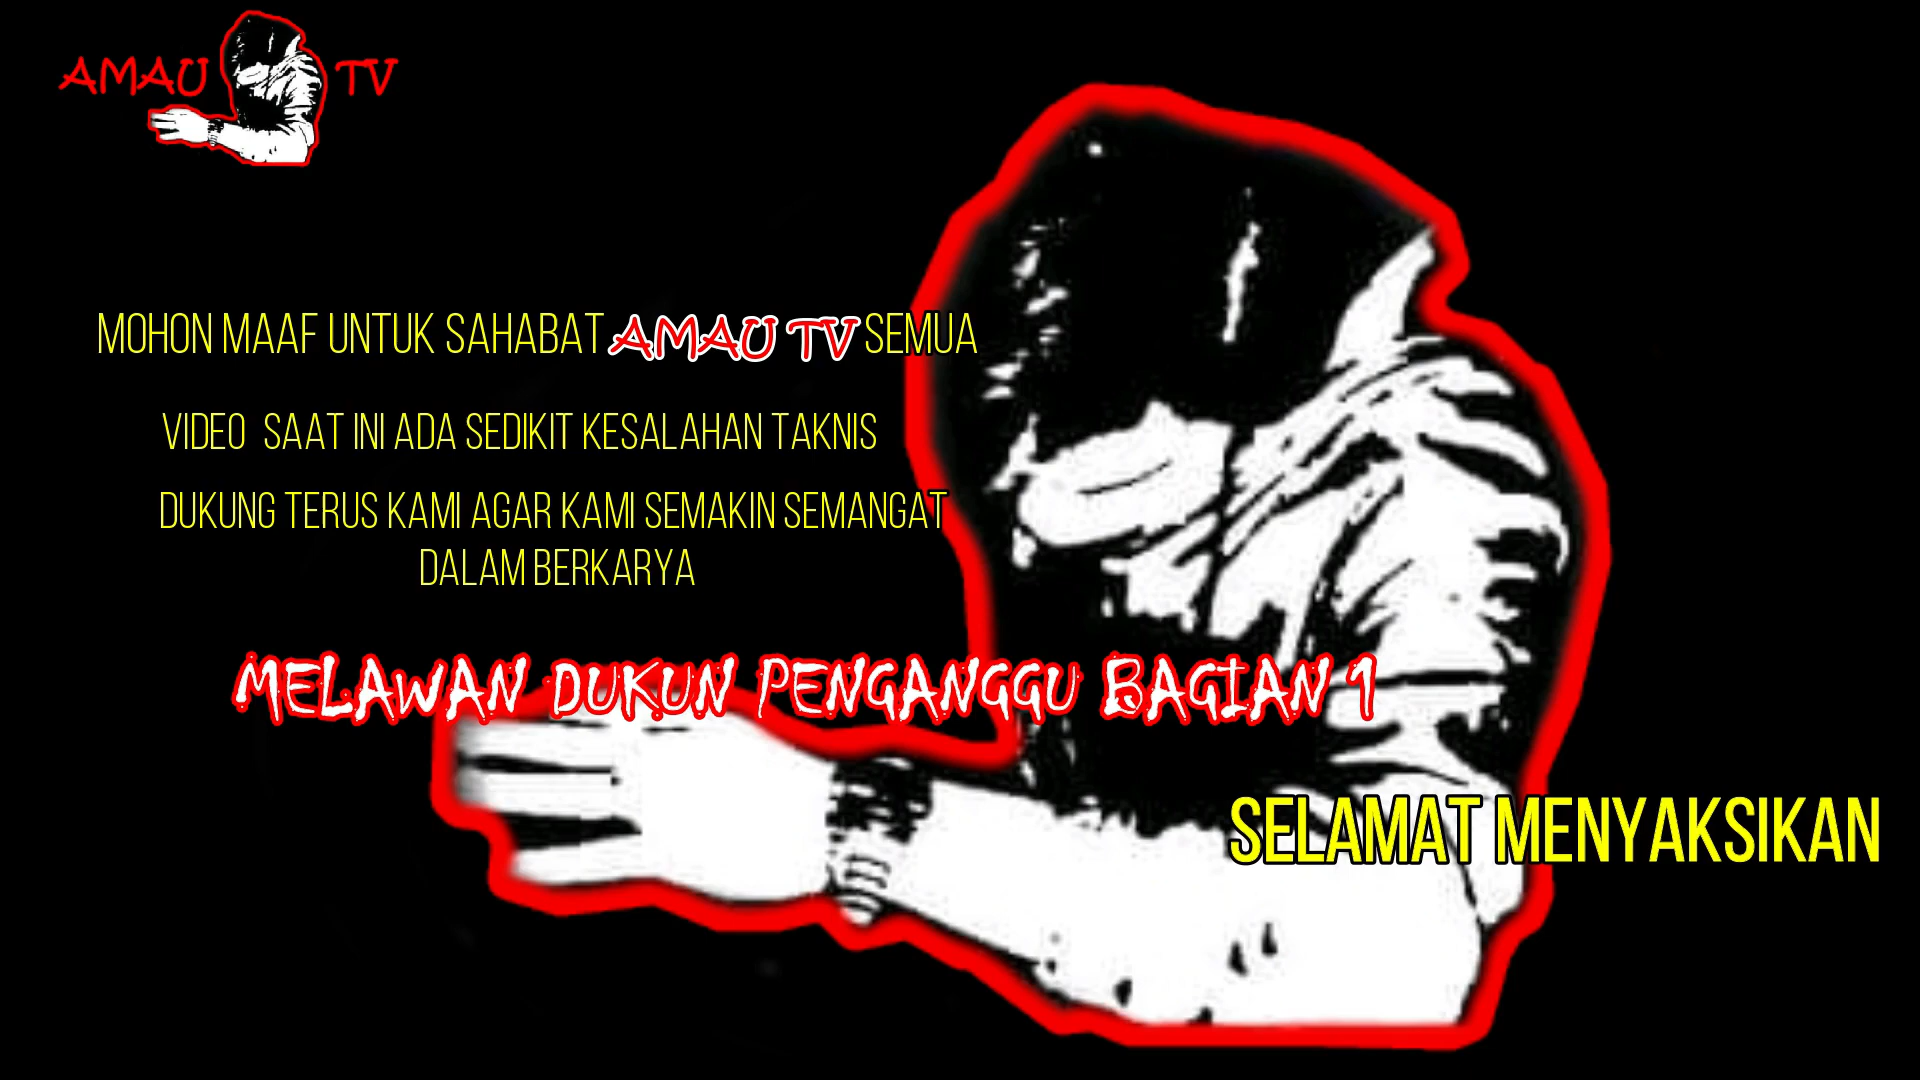 AMAU TV
MOHON MAAF UNTUK SAHABAT AMAU TV SEMUA
VIDEO SAAT INI ADA SEDIKIT KESALAHAN TAKNIS
DUKUNG TERUS KAMI AGAR KAMI SEMAKIN SEMANGAT
DALAM BERKARYA
MELAWAN DUKUN PENGANGGU BAGIAN 1
SELAMAT MENYAKSIKAN